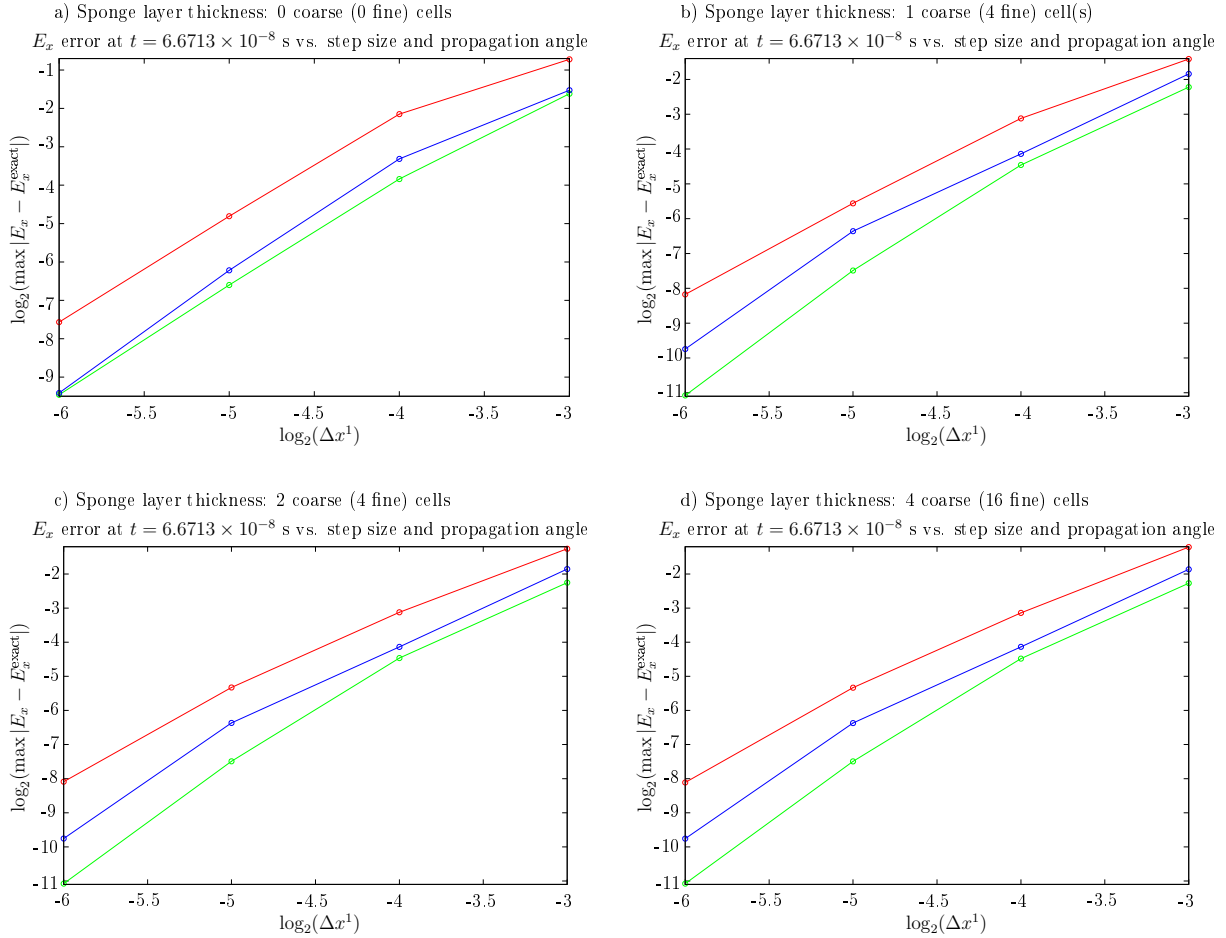 a) Sponge layer thickness: 0 coarse (0 fine) cells
E_x error at t = 6.6713 × 10^{-8} s vs. step size and propagation angle
-1
-2
-3
-4
-5
-6
-7
-8
-9
log_2(max |E_x − E_x^{exact}|)
-6 -5.5 -5 -4.5 -4 -3.5 -3
log_2(Δx^1)
b) Sponge layer thickness: 1 coarse (4 fine) cell(s)
E_x error at t = 6.6713 × 10^{-8} s vs. step size and propagation angle
-2
-3
-4
-5
-6
-7
-8
-9
-10
-11
log_2(max |E_x − E_x^{exact}|)
-6 -5.5 -5 -4.5 -4 -3.5 -3
log_2(Δx^1)
c) Sponge layer thickness: 2 coarse (4 fine) cells
E_x error at t = 6.6713 × 10^{-8} s vs. step size and propagation angle
-2
-3
-4
-5
-6
-7
-8
-9
-10
-11
log_2(max |E_x − E_x^{exact}|)
-6 -5.5 -5 -4.5 -4 -3.5 -3
log_2(Δx^1)
d) Sponge layer thickness: 4 coarse (16 fine) cells
E_x error at t = 6.6713 × 10^{-8} s vs. step size and propagation angle
-2
-3
-4
-5
-6
-7
-8
-9
-10
-11
log_2(max |E_x − E_x^{exact}|)
-6 -5.5 -5 -4.5 -4 -3.5 -3
log_2(Δx^1)